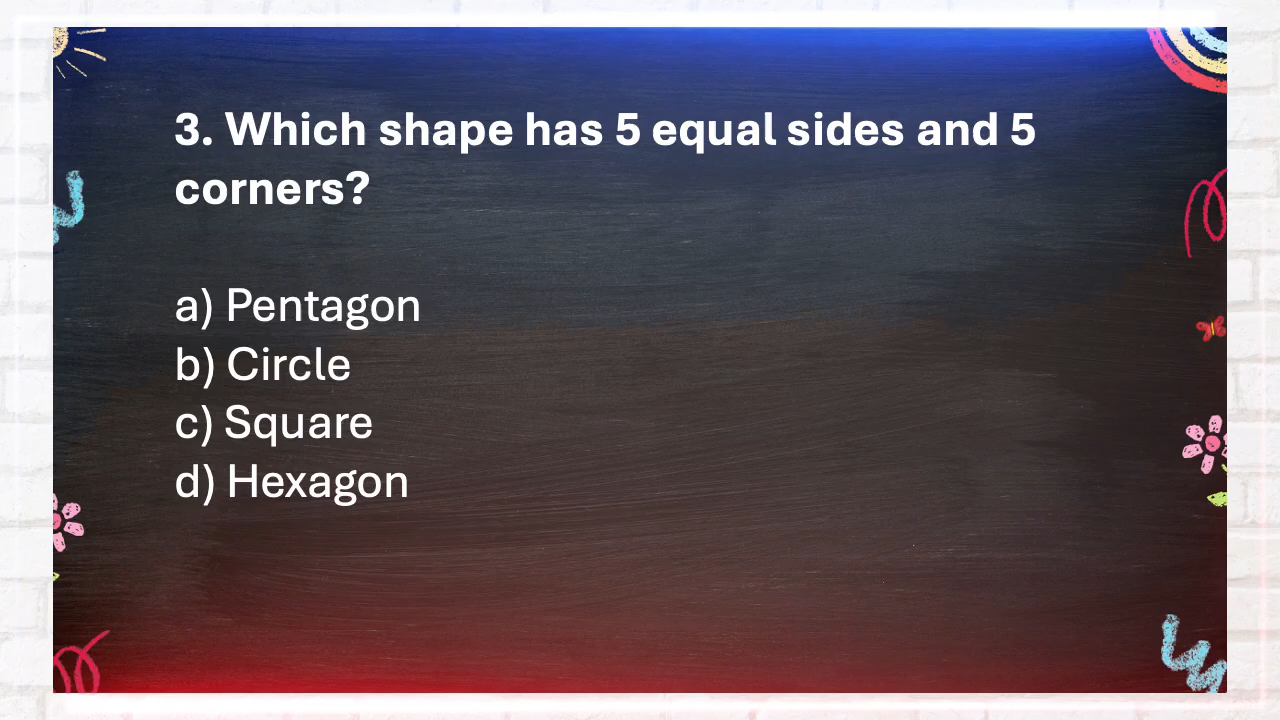 3. Which shape has 5 equal sides and 5
corners?
a) Pentagon
b) Circle
c) Square
d) Hexagon